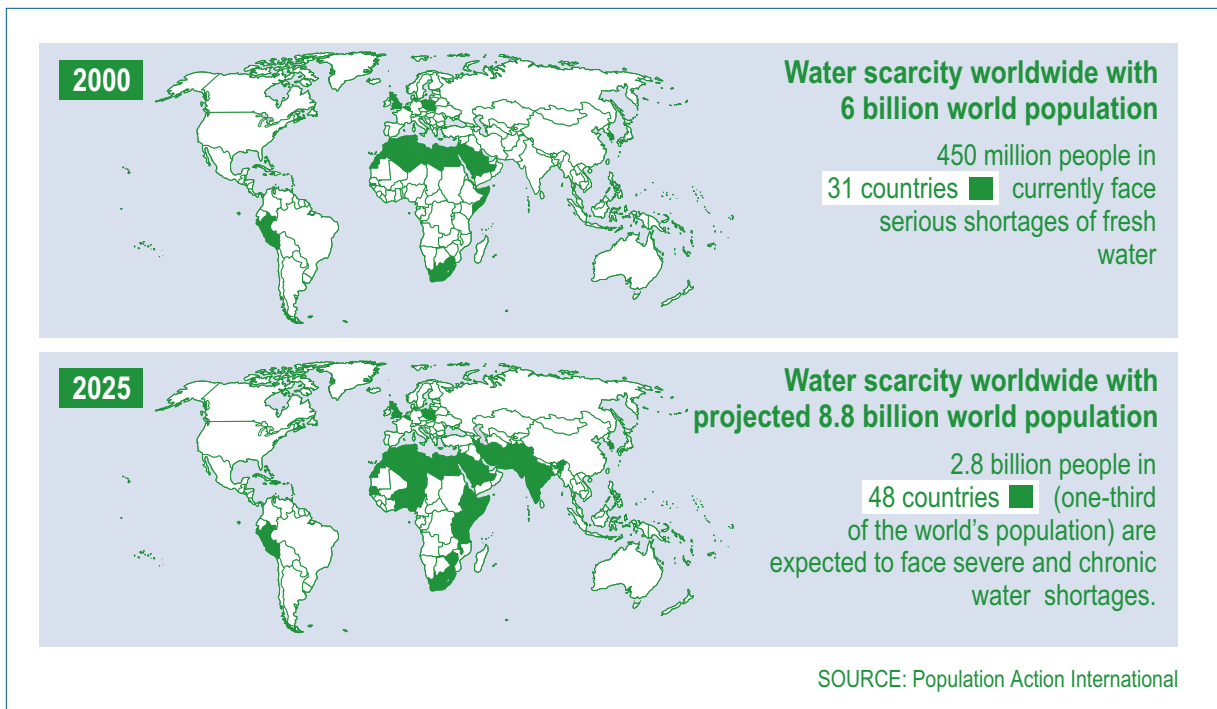 2000
Water scarcity worldwide with
6 billion world population
450 million people in
31 countries currently face
serious shortages of fresh
water
2025
Water scarcity worldwide with
projected 8.8 billion world population
2.8 billion people in
48 countries (one-third
of the world's population) are
expected to face severe and chronic
water shortages.
SOURCE: Population Action International